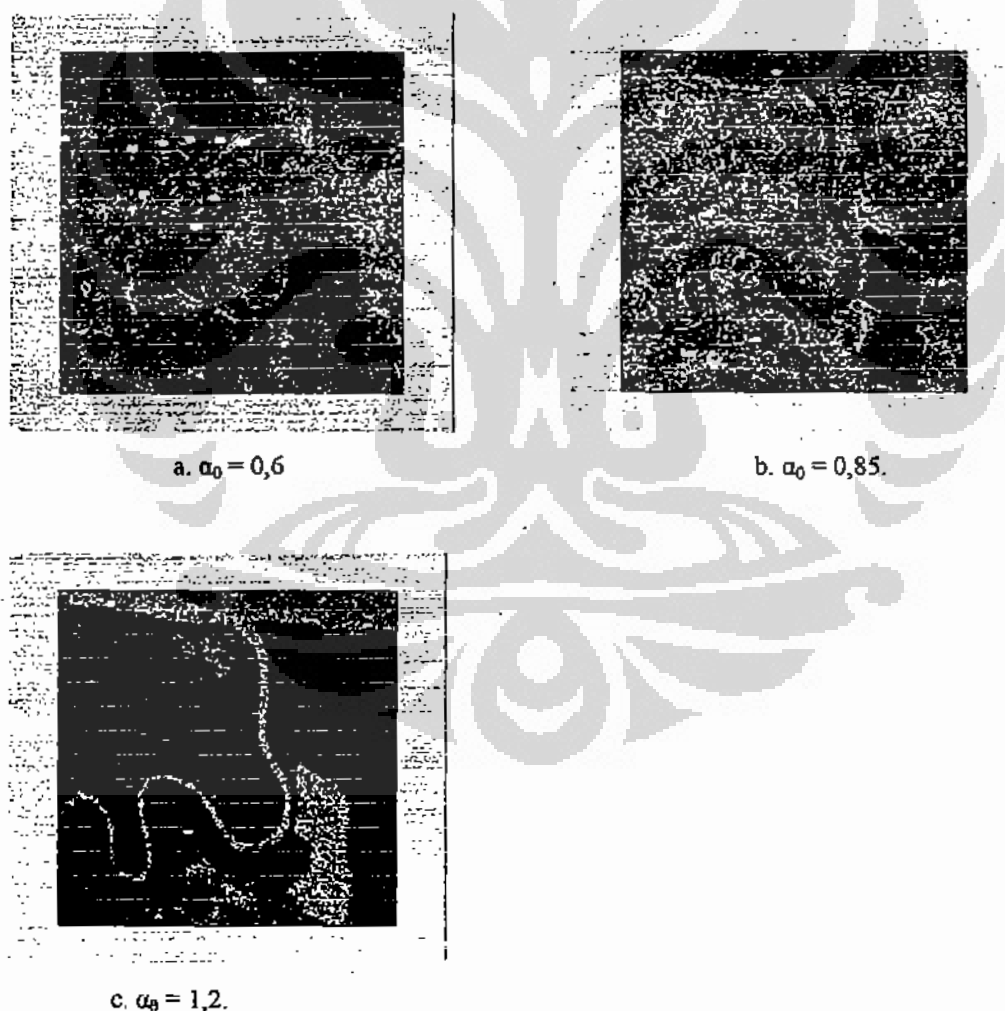 a. α₀ = 0,6
b. α₀ = 0,85.
c. α₀ = 1,2.